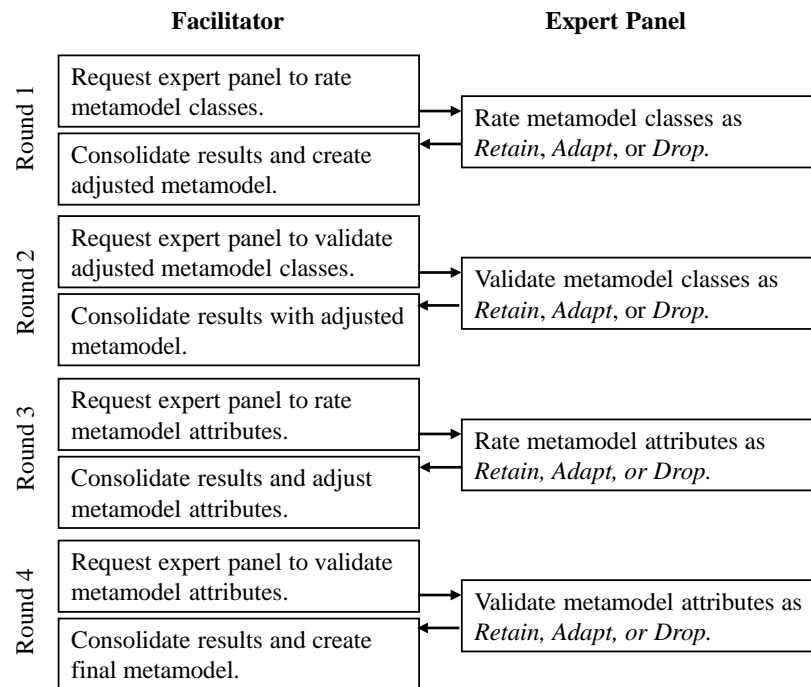 Facilitator
Expert Panel
Round 1
Request expert panel to rate
metamodel classes.
Consolidate results and create
adjusted metamodel.
Rate metamodel classes as
Retain, Adapt, or Drop.
Round 2
Request expert panel to validate
adjusted metamodel classes.
Consolidate results with adjusted
metamodel.
Validate metamodel classes as
Retain, Adapt, or Drop.
Round 3
Request expert panel to rate
metamodel attributes.
Consolidate results and adjust
metamodel attributes.
Rate metamodel attributes as
Retain, Adapt, or Drop.
Round 4
Request expert panel to validate
metamodel attributes.
Consolidate results and create
final metamodel.
Validate metamodel attributes as
Retain, Adapt, or Drop.